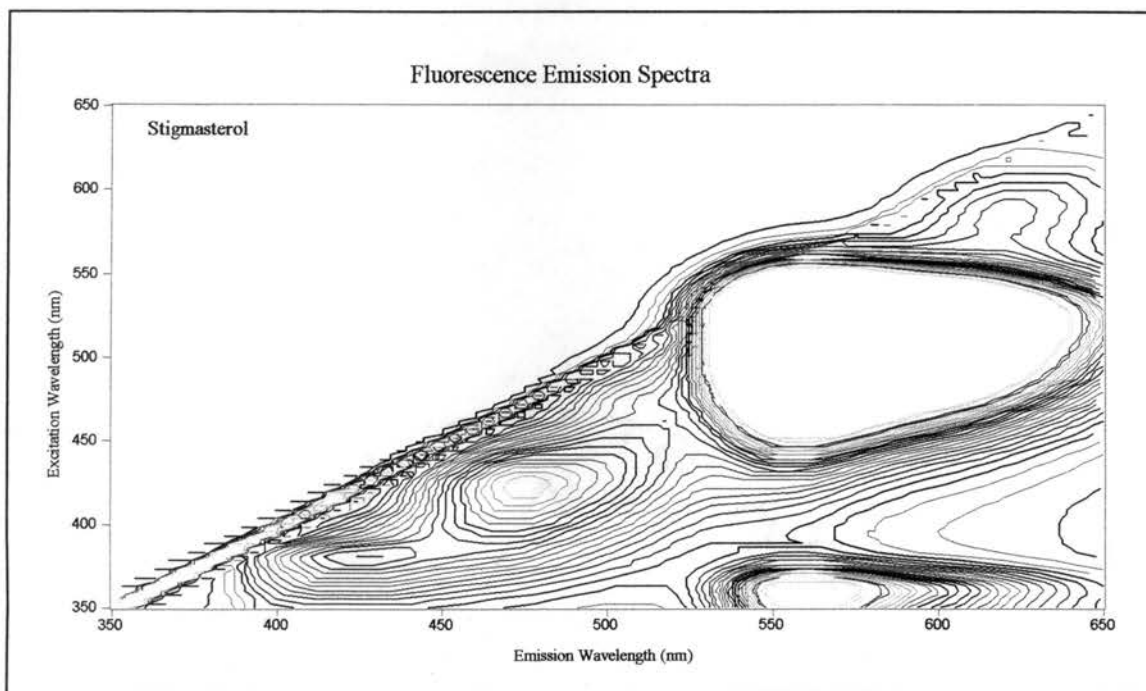 Fluorescence Emission Spectra
Stigmasterol
650
600
550
500
450
400
350
Excitation Wavelength (nm)
350 400 450 500 550 600 650
Emission Wavelength (nm)